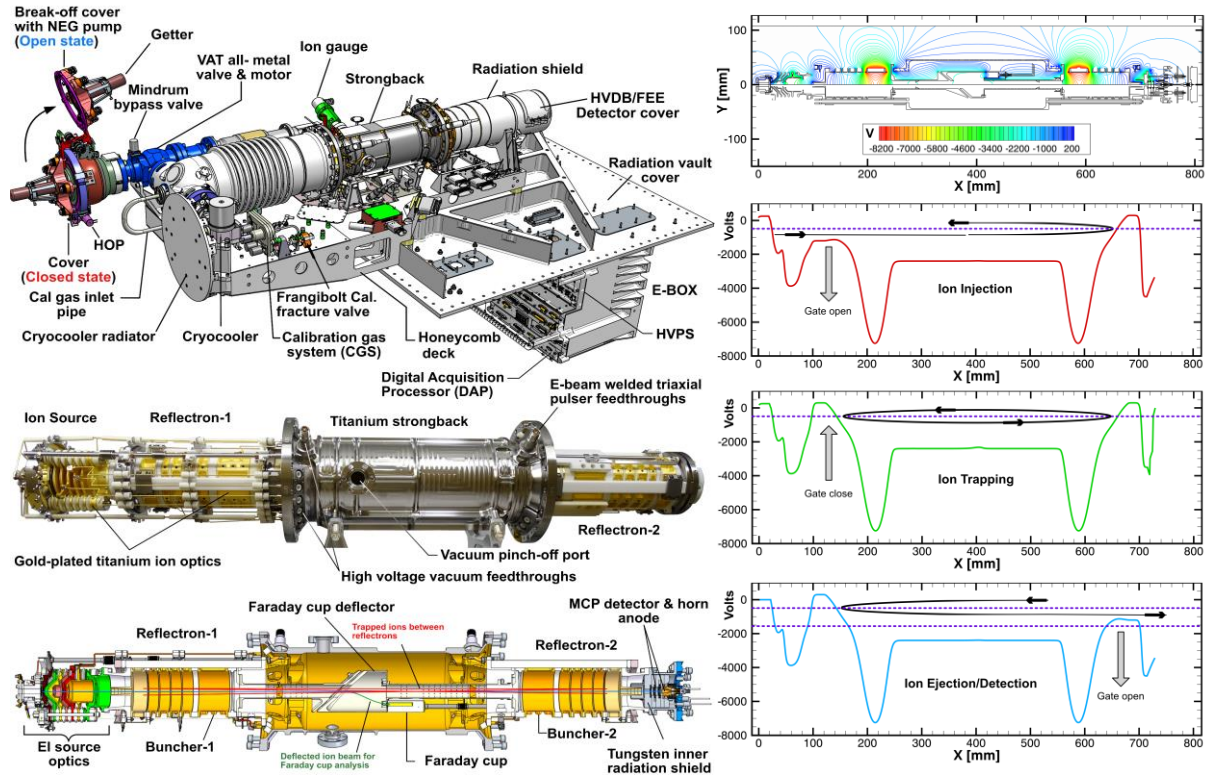 Break-off cover
with NEG pump
(Open state)
Getter
VAT all- metal
valve & motor
Mindrum
bypass valve
Ion gauge
Strongback
Radiation shield
HVDB/FEE
Detector cover
Radiation vault
cover
HOP
Cover
(Closed state)
Cal gas inlet
pipe
Cryocooler radiator
Cryocooler
Frangibolt Cal.
fracture valve
Calibration gas
system (CGS)
Honeycomb
deck
Digital Acquisition
Processor (DAP)
E-BOX
HVPS
Ion Source
Reflectron-1
Titanium strongback
E-beam welded triaxial
pulser feedthroughs
Gold-plated titanium ion optics
Vacuum pinch-off port
High voltage vacuum feedthroughs
Reflectron-2
Reflectron-1
Faraday cup deflector
Trapped ions between
reflectrons
MCP detector & horn
anode
Reflectron-2
EI source
optics
Buncher-1
Deflected ion beam for
Faraday cup analysis
Faraday cup
Buncher-2
Tungsten inner
radiation shield
Y [mm]
100
0
-100
V
-8200 -7000 -5800 -4600 -3400 -2200 -1000 200
0 100 200 300 400 500 600 700 800
X [mm]
Volts
0
-2000
-4000
-6000
-8000
Gate open
Ion Injection
0 100 200 300 400 500 600 700 800
X [mm]
Volts
0
-2000
-4000
-6000
-8000
Gate close
Ion Trapping
0 100 200 300 400 500 600 700 800
X [mm]
Volts
0
-2000
-4000
-6000
-8000
Ion Ejection/Detection
Gate open
0 100 200 300 400 500 600 700 800
X [mm]